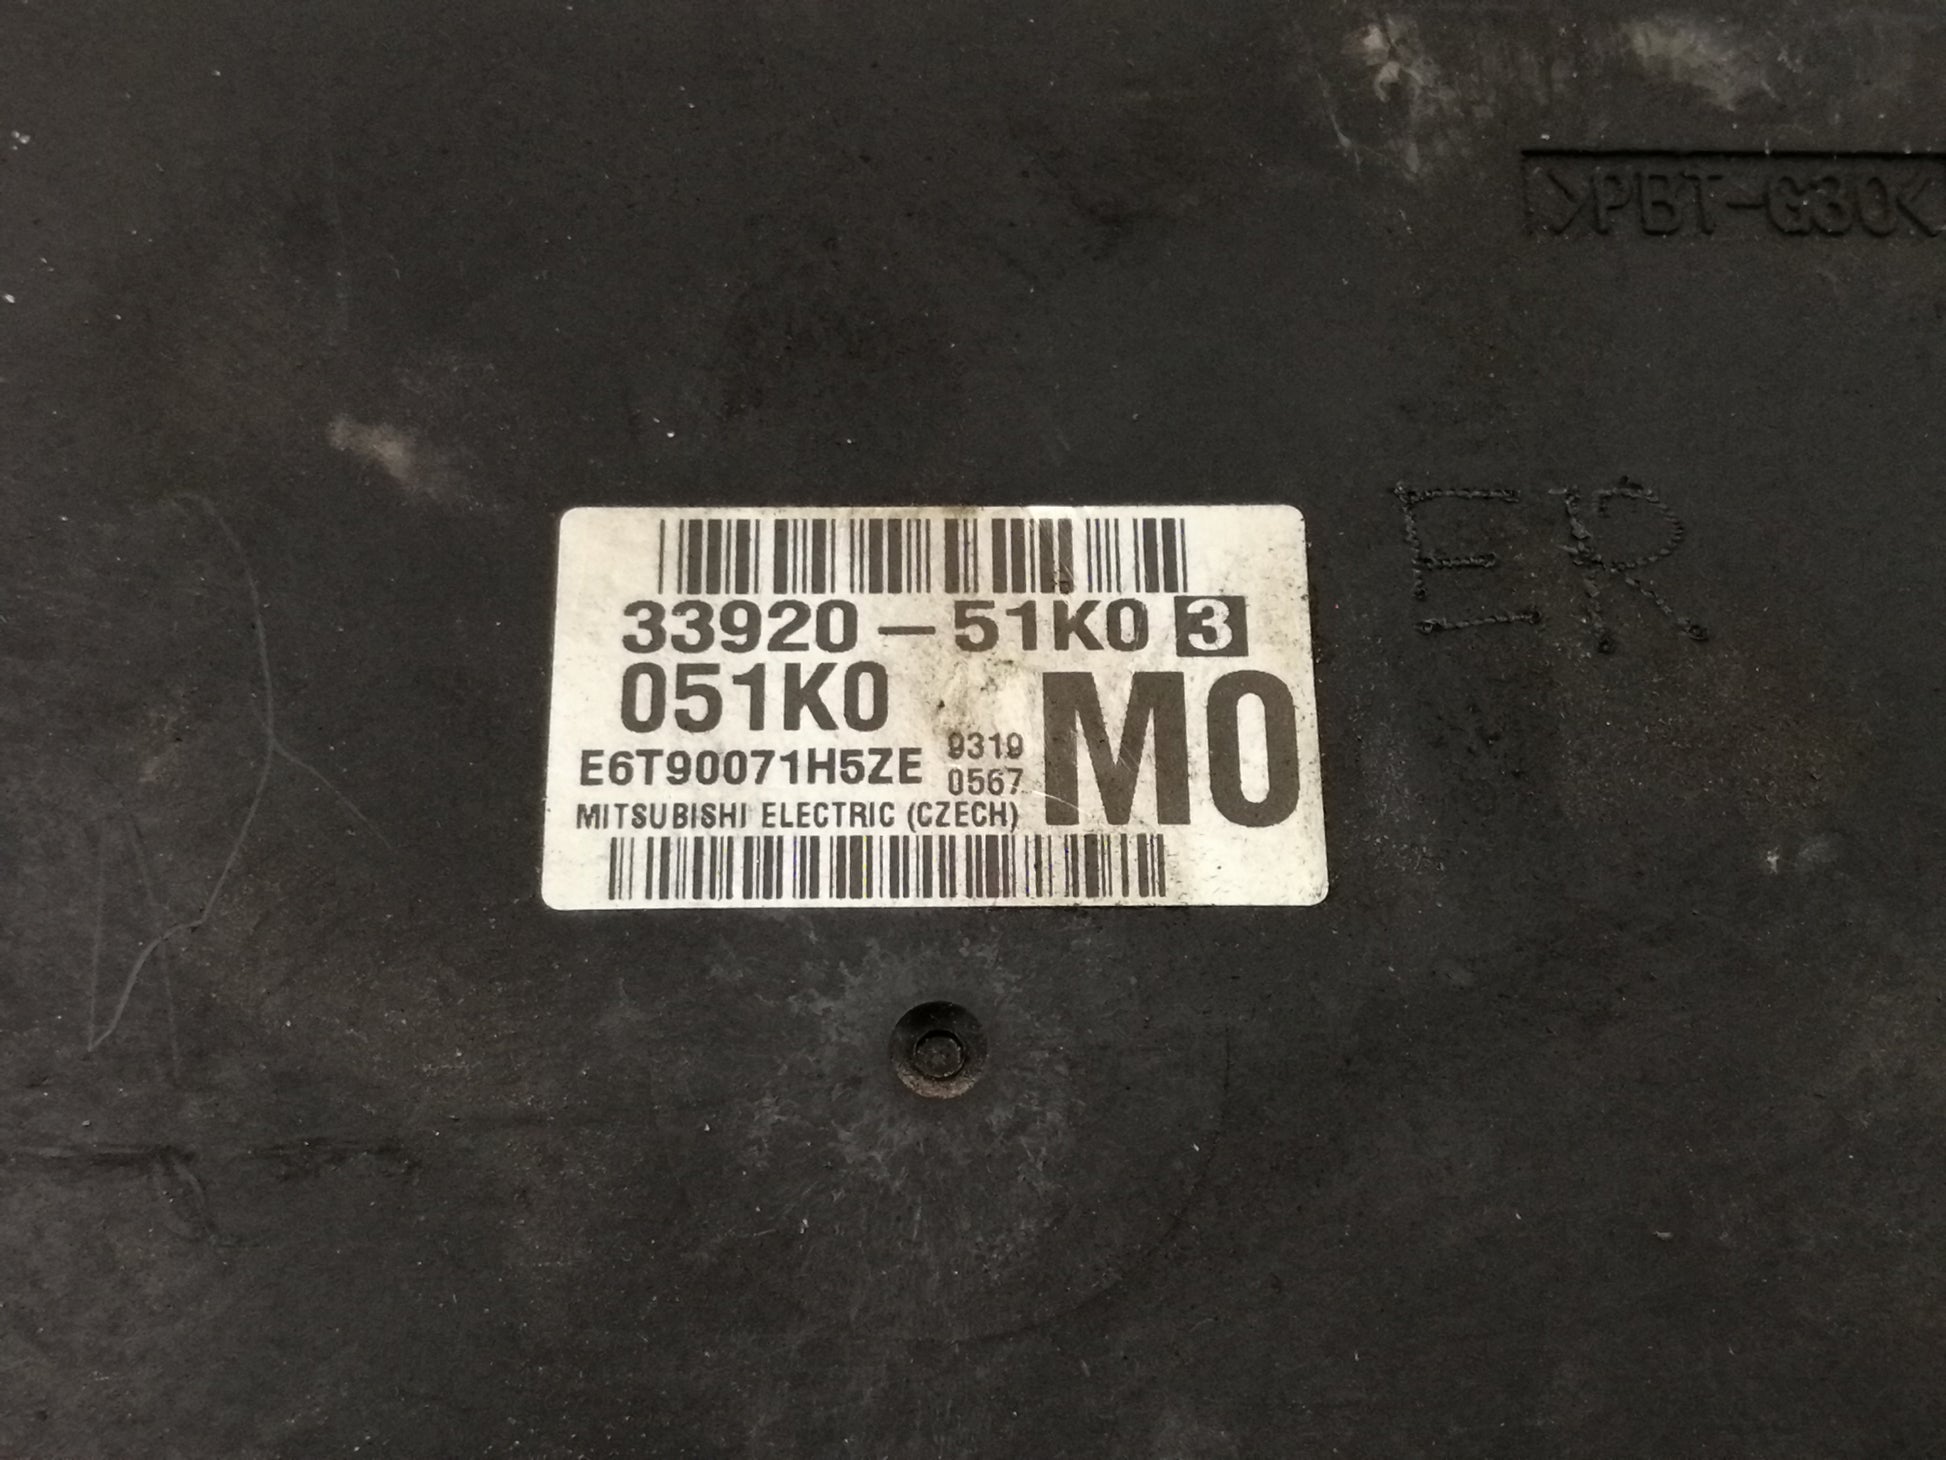 >PBT-G30<
ER
33920-51K0 3
051K0
M0
E6T90071H5ZE
9319
0567
MITSUBISHI ELECTRIC (CZECH)